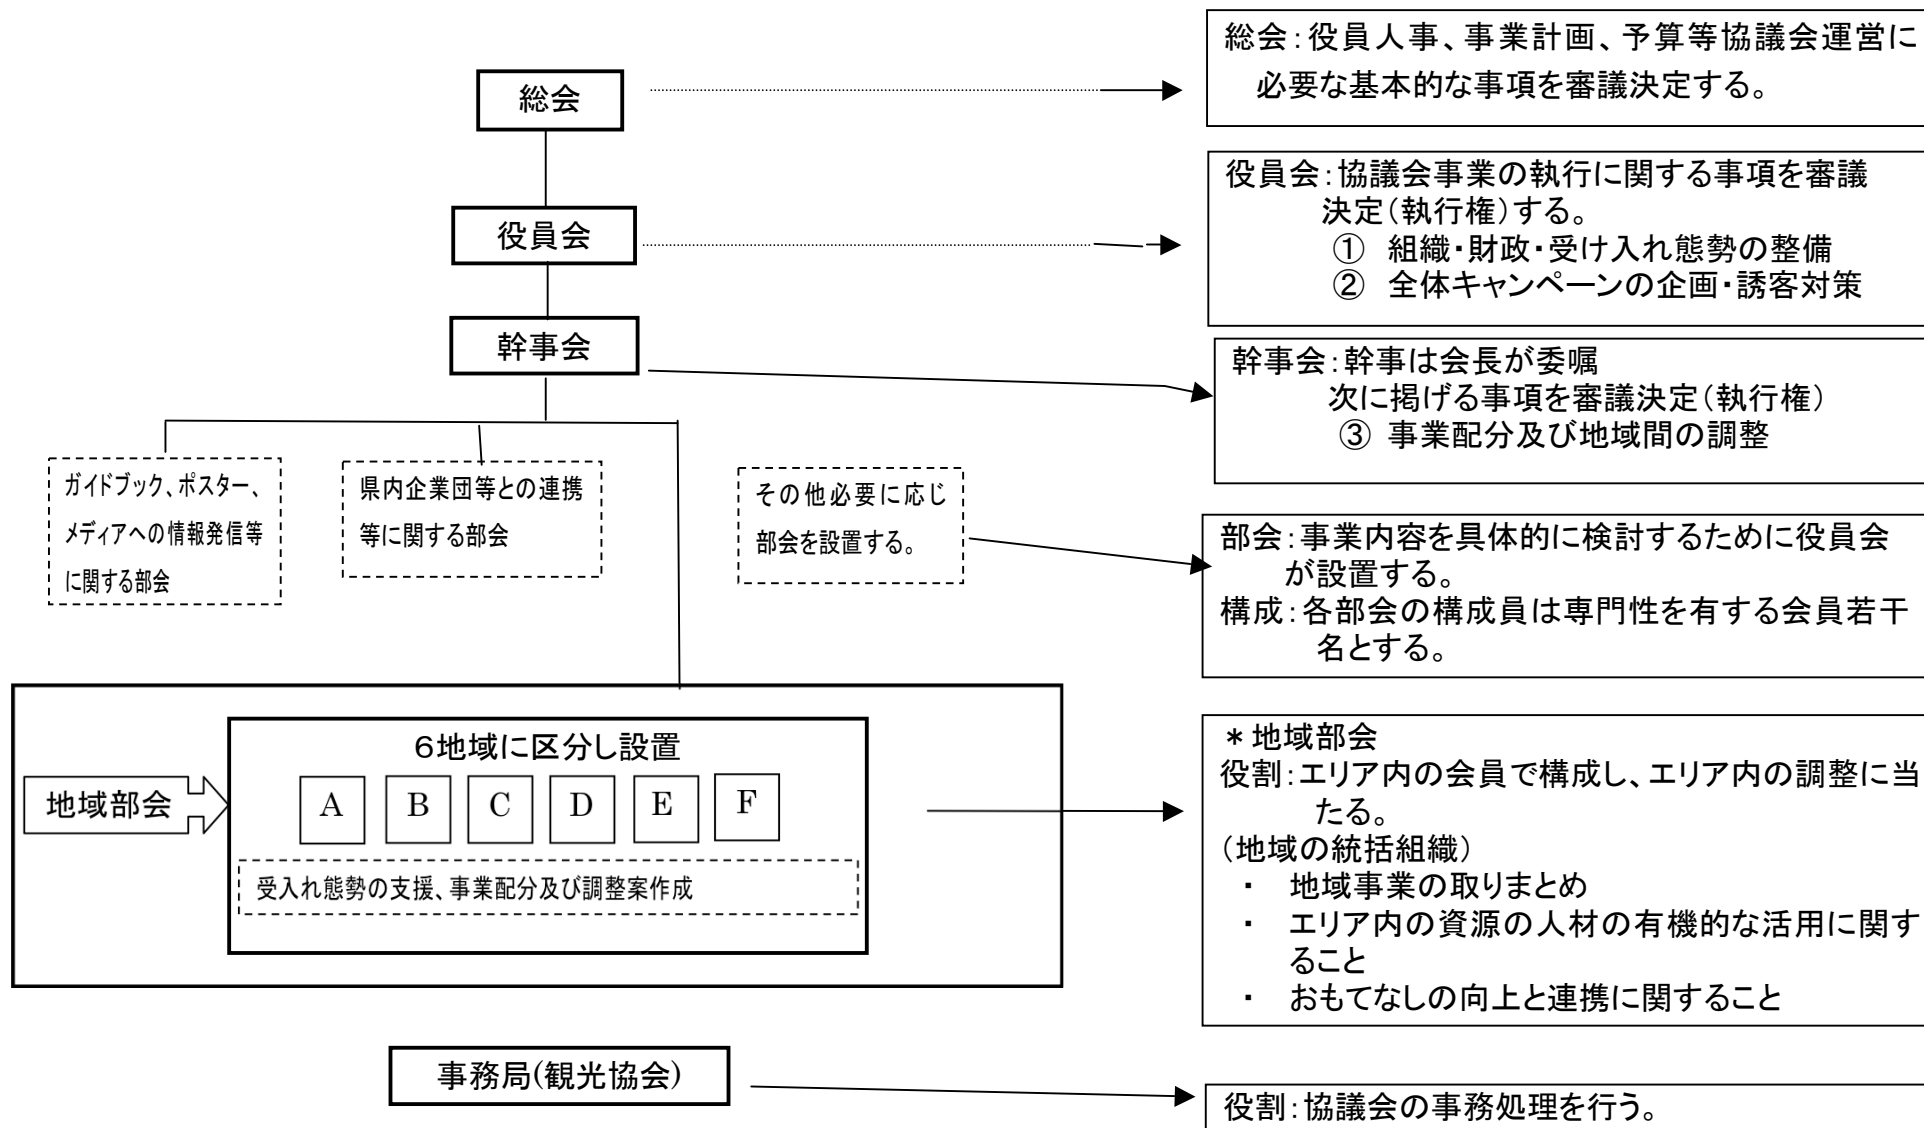 総会
総会：役員人事、事業計画、予算等協議会運営に
必要な基本的な事項を審議決定する。
役員会
役員会：協議会事業の執行に関する事項を審議
決定（執行権）する。
① 組織・財政・受け入れ態勢の整備
② 全体キャンペーンの企画・誘客対策
幹事会
幹事会：幹事は会長が委嘱
次に掲げる事項を審議決定（執行権）
③ 事業配分及び地域間の調整
ガイドブック、ポスター、
メディアへの情報発信等
に関する部会
県内企業団等との連携
等に関する部会
その他必要に応じ
部会を設置する。
部会：事業内容を具体的に検討するために役員会
が設置する。
構成：各部会の構成員は専門性を有する会員若干
名とする。
地域部会
６地域に区分し設置
A B C D E F
受入れ態勢の支援、事業配分及び調整案作成
＊地域部会
役割：エリア内の会員で構成し、エリア内の調整に当
たる。
（地域の統括組織）
・ 地域事業の取りまとめ
・ エリア内の資源の人材の有機的な活用に関す
ること
・ おもてなしの向上と連携に関すること
事務局(観光協会)
役割：協議会の事務処理を行う。